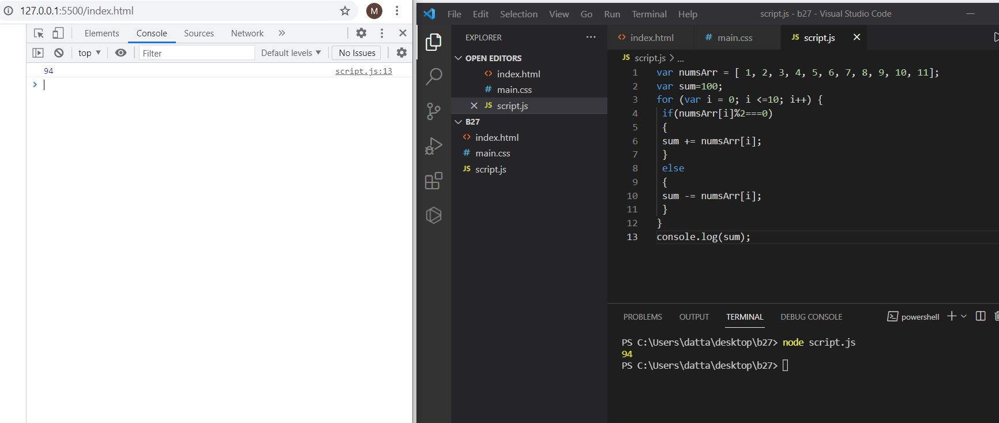 127.0.0.1:5500/index.html
M
Elements Console Sources Network
top Filter Default levels No Issues
94 script.js:13
File Edit Selection View Go Run Terminal Help script.js - b27 - Visual Studio Code
EXPLORER
OPEN EDITORS
index.html
# main.css
JS script.js
B27
index.html
# main.css
JS script.js
index.html # main.css JS script.js
JS script.js > ...
1 var numsArr = [ 1, 2, 3, 4, 5, 6, 7, 8, 9, 10, 11];
2 var sum=100;
3 for (var i = 0; i <=10; i++) {
4 if(numsArr[i]%2===0)
5 {
6 sum += numsArr[i];
7 }
8 else
9 {
10 sum -= numsArr[i];
11 }
12 }
13 console.log(sum);
PROBLEMS OUTPUT TERMINAL DEBUG CONSOLE powershell
PS C:\Users\datta\desktop\b27> node script.js
94
PS C:\Users\datta\desktop\b27>